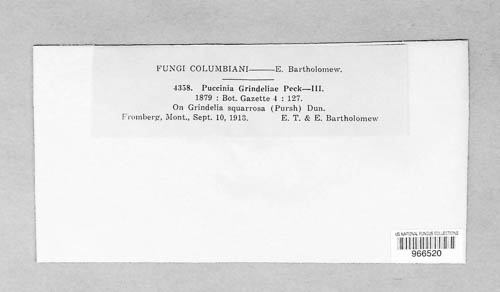 FUNGI COLUMBIANI——E. Bartholomew.
4358. Puccinia Grindeliae Peck—III.
1879 : Bot. Gazette 4 : 127.
On Grindelia squarrosa (Pursh) Dun.
Fromberg, Mont., Sept. 10, 1913. E. T. & E. Bartholomew
US NATIONAL FUNGUS COLLECTIONS
966520